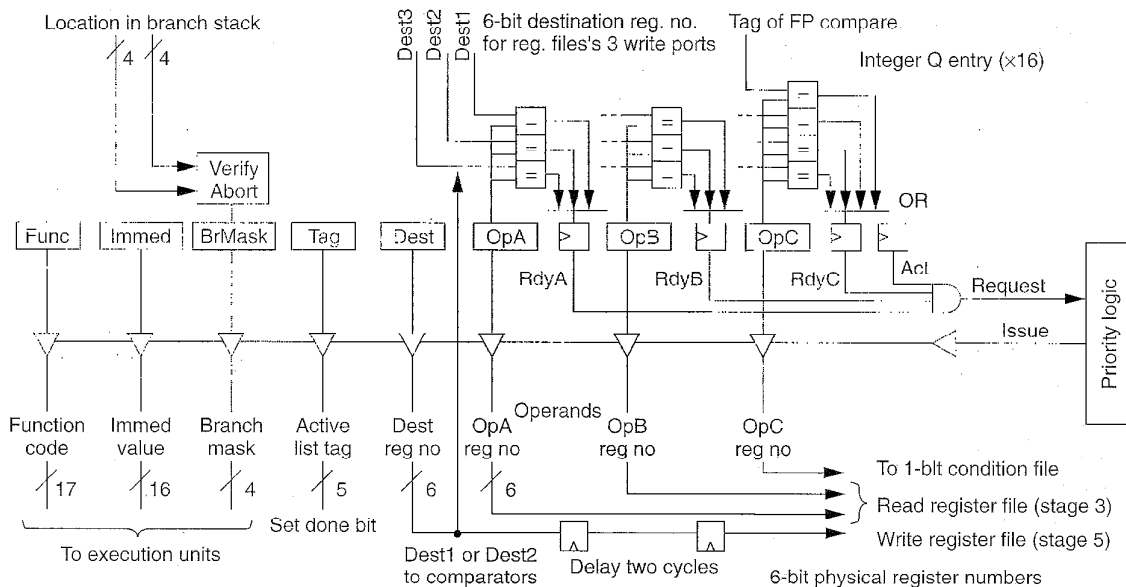 Location in branch stack
4
4
Dest3
Dest2
Dest1
6-bit destination reg. no.
for reg. files's 3 write ports
Tag of FP compare
Integer Q entry (×16)
Verify
Abort
=
=
=
=
=
=
=
=
=
=
OR
Func
Immed
BrMask
Tag
Dest
OpA
>
OpB
>
OpC
>
>
RdyA
RdyB
RdyC
Act
Request
Issue
Priority logic
Operands
Function
code
Immed
value
Branch
mask
Active
list tag
Dest
reg no
OpA
reg no
OpB
reg no
OpC
reg no
17
16
4
5
6
6
To 1-bit condition file
Read register file (stage 3)
Write register file (stage 5)
Set done bit
To execution units
Dest1 or Dest2
to comparators
Delay two cycles
6-bit physical register numbers